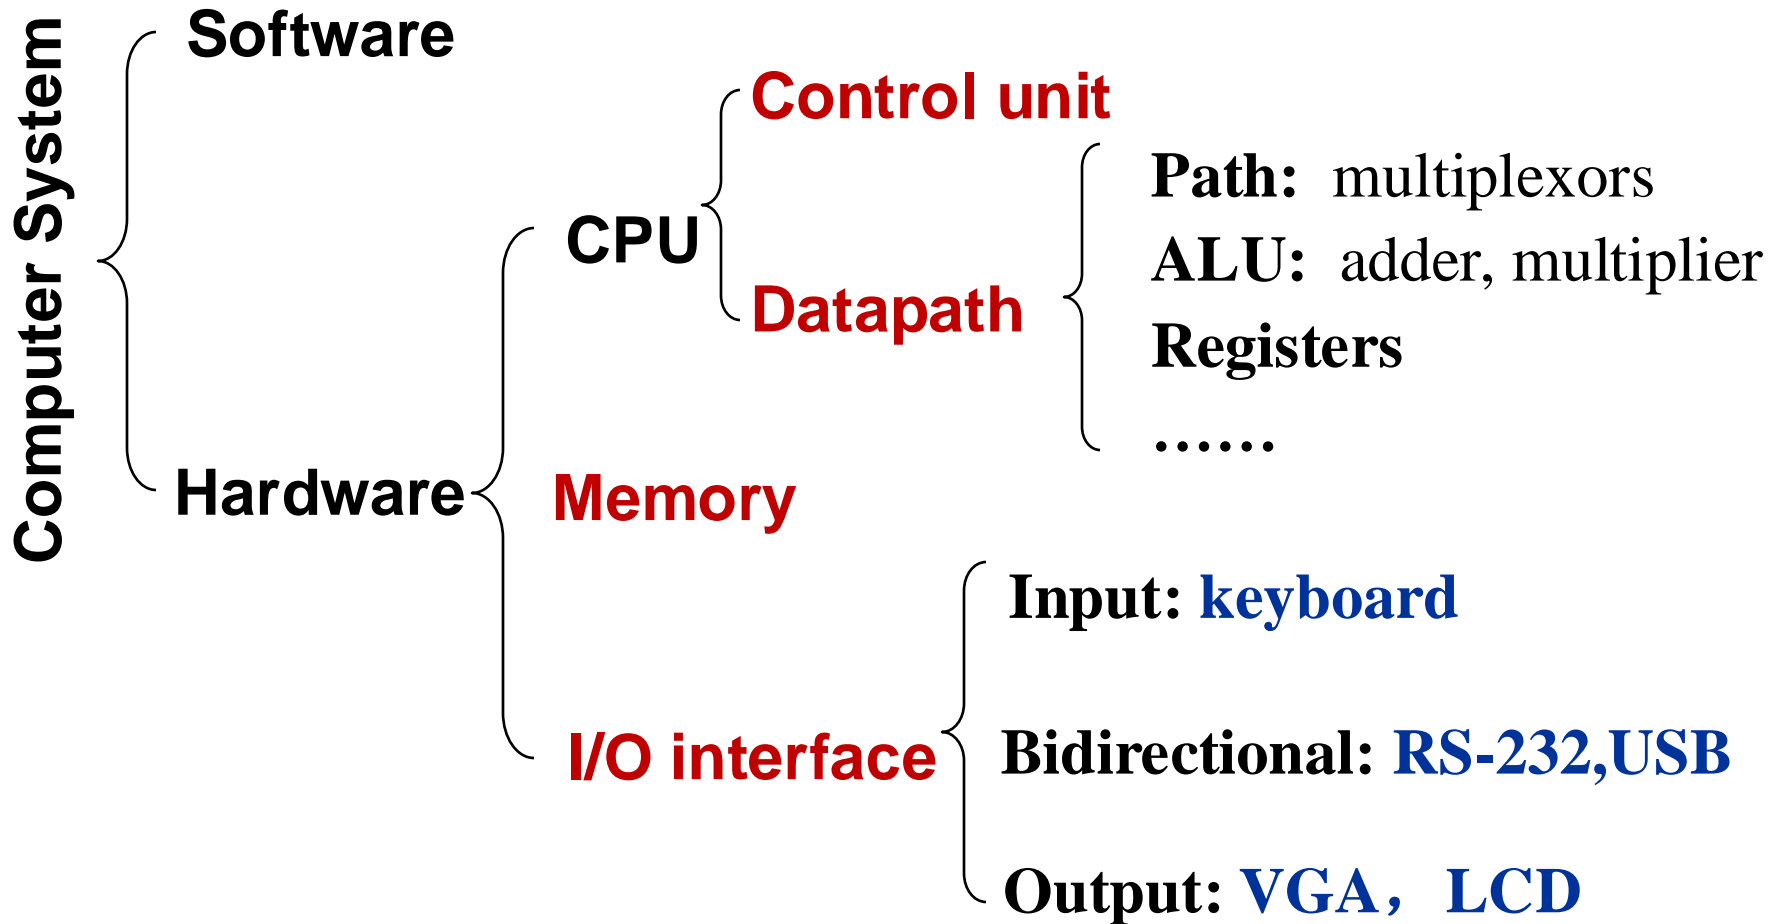 Computer System
Software
Hardware
CPU
Control unit
Datapath
Path: multiplexors
ALU: adder, multiplier
Registers
……
Memory
I/O interface
Input: keyboard
Bidirectional: RS-232,USB
Output: VGA，LCD